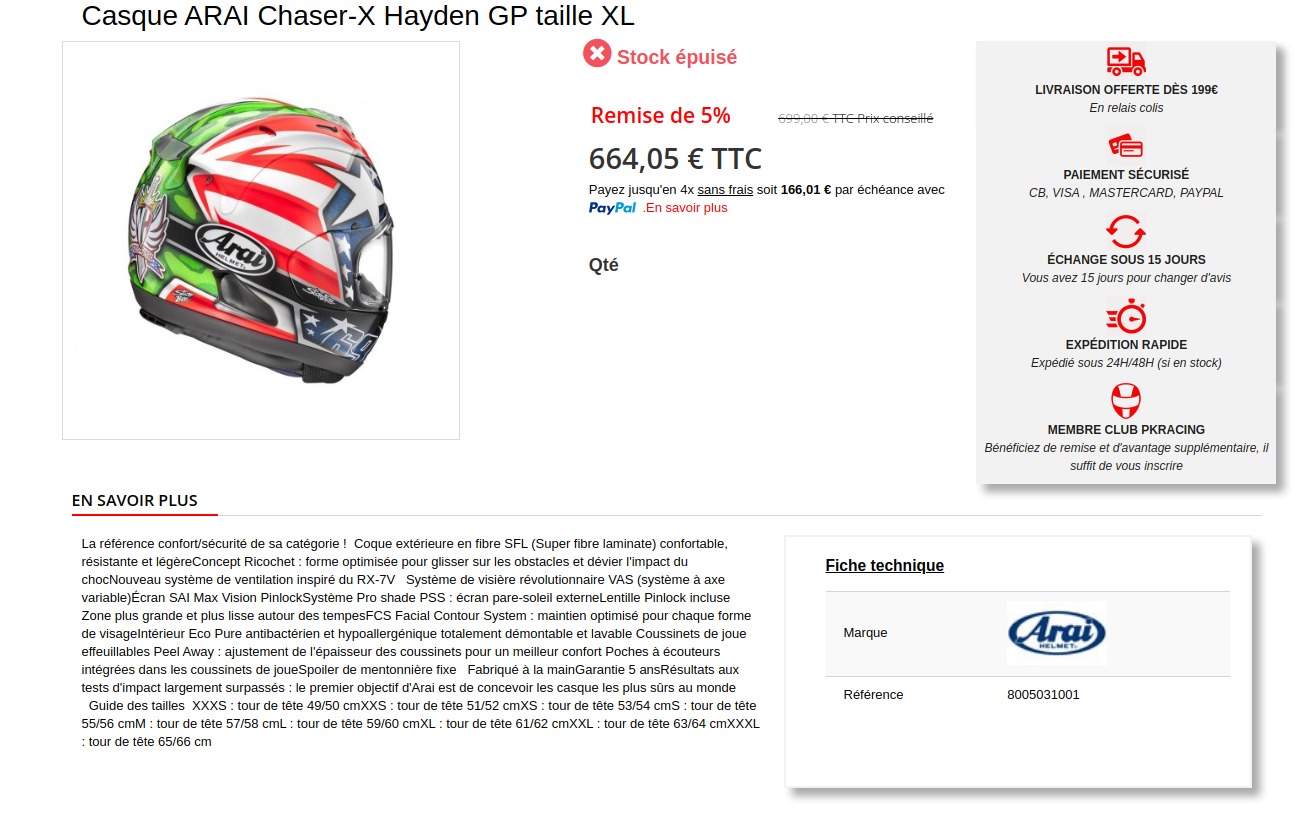 Casque ARAI Chaser-X Hayden GP taille XL
Arai
HELMET
Stock épuisé
Remise de 5%
699,00 € TTC Prix conseillé
664,05 € TTC
Payez jusqu'en 4x sans frais soit 166,01 € par échéance avec
PayPal .En savoir plus
Qté
LIVRAISON OFFERTE DÈS 199€
En relais colis
PAIEMENT SÉCURISÉ
CB, VISA , MASTERCARD, PAYPAL
ÉCHANGE SOUS 15 JOURS
Vous avez 15 jours pour changer d'avis
EXPÉDITION RAPIDE
Expédié sous 24H/48H (si en stock)
MEMBRE CLUB PKRACING
Bénéficiez de remise et d'avantage supplémentaire, il
suffit de vous inscrire
EN SAVOIR PLUS
La référence confort/sécurité de sa catégorie !  Coque extérieure en fibre SFL (Super fibre laminate) confortable,
résistante et légèreConcept Ricochet : forme optimisée pour glisser sur les obstacles et dévier l'impact du
chocNouveau système de ventilation inspiré du RX-7V   Système de visière révolutionnaire VAS (système à axe
variable)Écran SAI Max Vision PinlockSystème Pro shade PSS : écran pare-soleil externeLentille Pinlock incluse
Zone plus grande et plus lisse autour des tempesFCS Facial Contour System : maintien optimisé pour chaque forme
de visageIntérieur Eco Pure antibactérien et hypoallergénique totalement démontable et lavable Coussinets de joue
effeuillables Peel Away : ajustement de l'épaisseur des coussinets pour un meilleur confort Poches à écouteurs
intégrées dans les coussinets de joueSpoiler de mentonnière fixe   Fabriqué à la mainGarantie 5 ansRésultats aux
tests d'impact largement surpassés : le premier objectif d'Arai est de concevoir les casque les plus sûrs au monde
Guide des tailles  XXXS : tour de tête 49/50 cmXXS : tour de tête 51/52 cmXS : tour de tête 53/54 cmS : tour de tête
55/56 cmM : tour de tête 57/58 cmL : tour de tête 59/60 cmXL : tour de tête 61/62 cmXXL : tour de tête 63/64 cmXXXL
: tour de tête 65/66 cm
Fiche technique
Marque
Arai
HELMET
Référence 8005031001